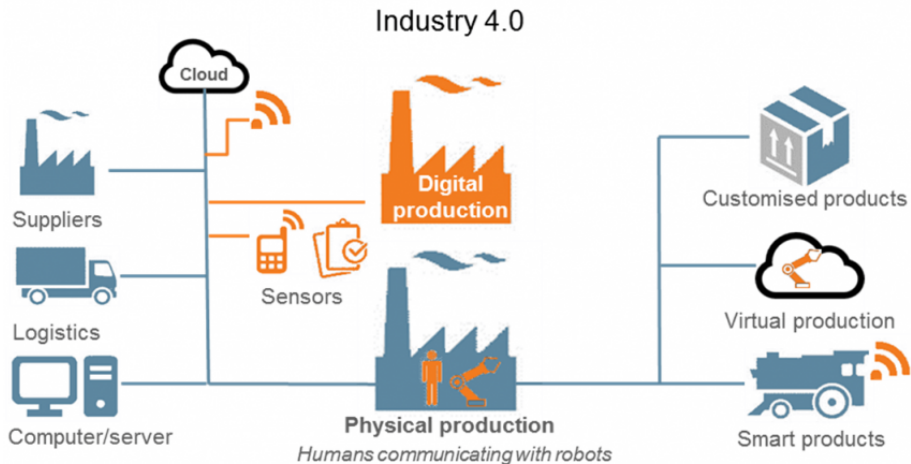 Industry 4.0
Cloud
Suppliers
Logistics
Computer/server
Sensors
Digital
production
Physical production
Humans communicating with robots
Customised products
Virtual production
Smart products